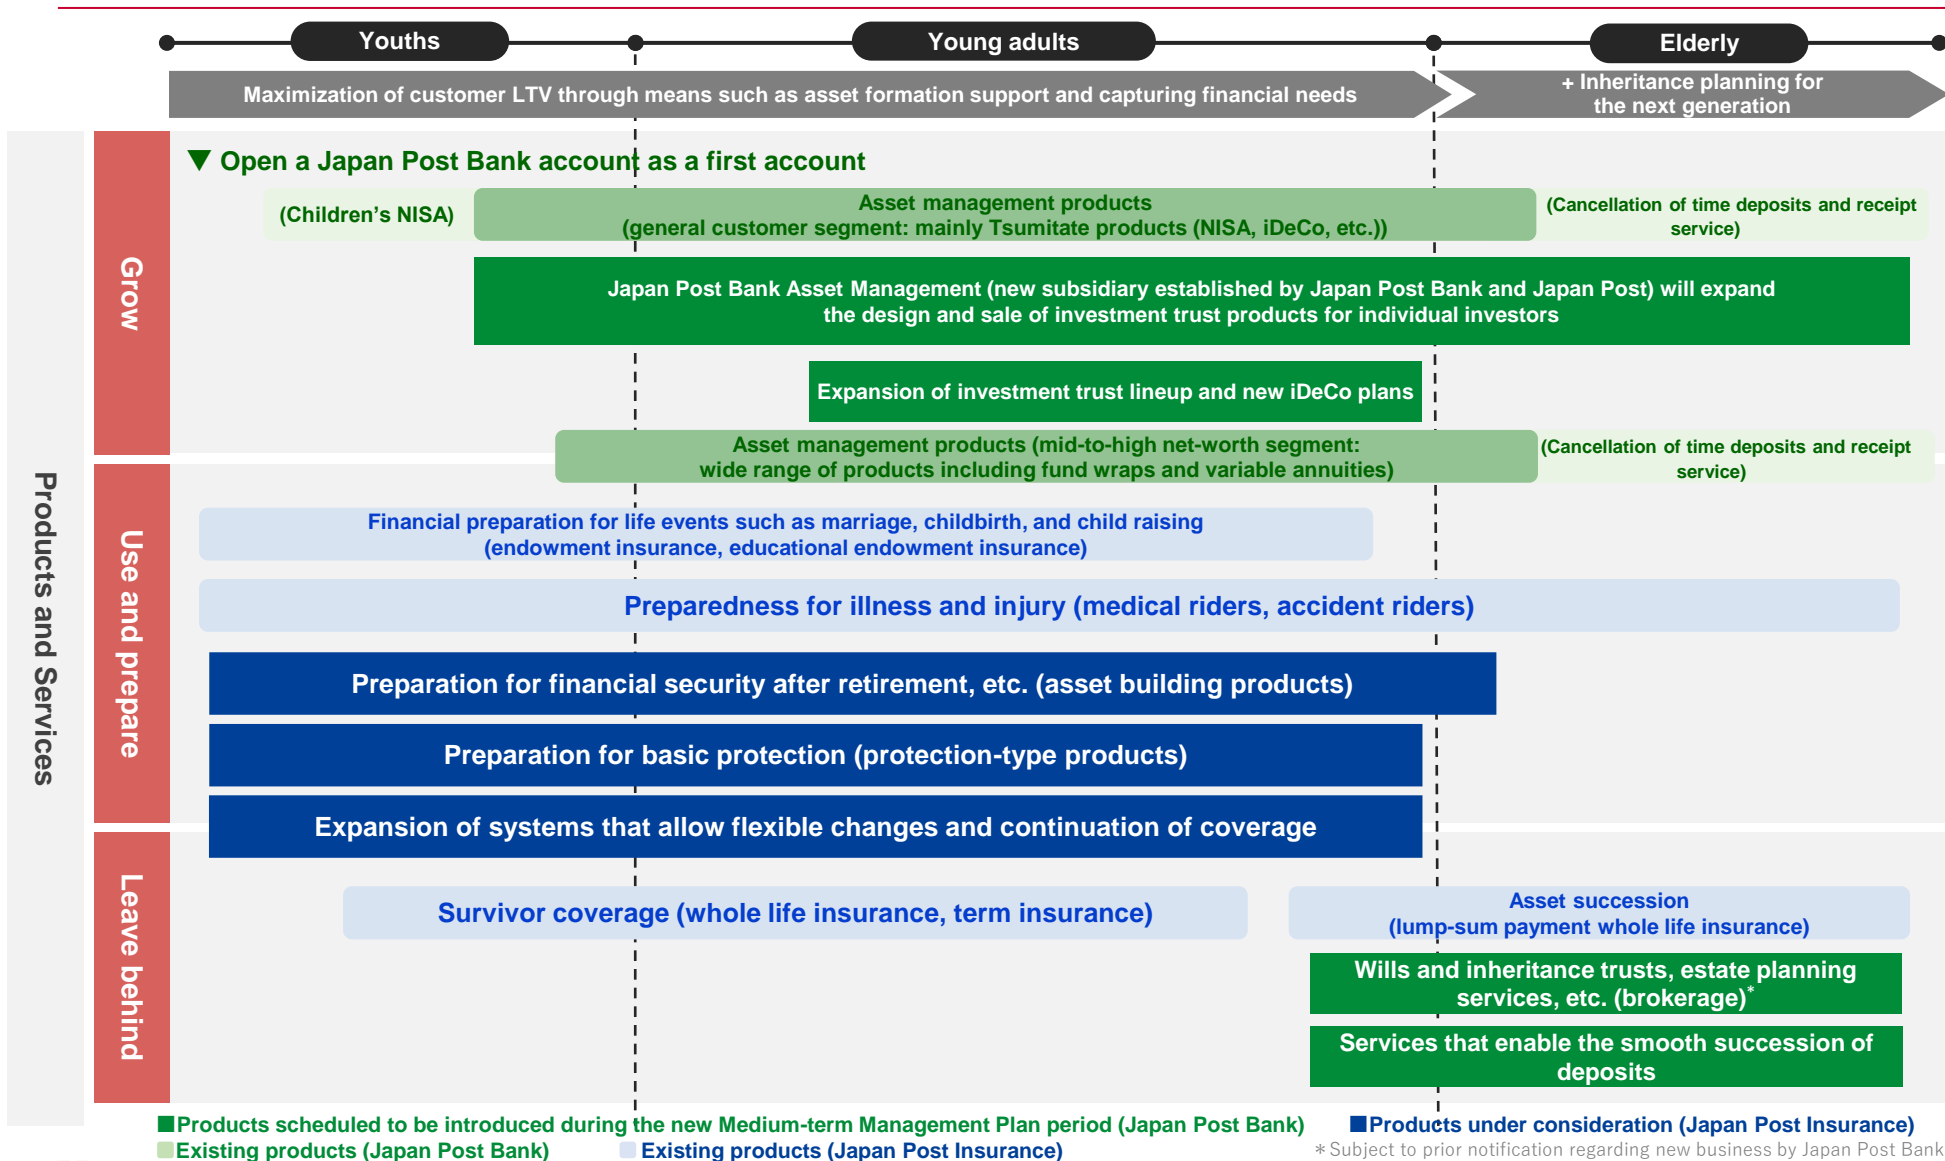 Youths
Young adults
Elderly
Maximization of customer LTV through means such as asset formation support and capturing financial needs
+ Inheritance planning for
the next generation
Products and Services
Grow
▼ Open a Japan Post Bank account as a first account
(Children’s NISA)
Asset management products
(general customer segment: mainly Tsumitate products (NISA, iDeCo, etc.))
(Cancellation of time deposits and receipt
service)
Japan Post Bank Asset Management (new subsidiary established by Japan Post Bank and Japan Post) will expand
the design and sale of investment trust products for individual investors
Expansion of investment trust lineup and new iDeCo plans
Asset management products (mid-to-high net-worth segment:
wide range of products including fund wraps and variable annuities)
(Cancellation of time deposits and receipt
service)
Use and prepare
Financial preparation for life events such as marriage, childbirth, and child raising
(endowment insurance, educational endowment insurance)
Preparedness for illness and injury (medical riders, accident riders)
Preparation for financial security after retirement, etc. (asset building products)
Preparation for basic protection (protection-type products)
Expansion of systems that allow flexible changes and continuation of coverage
Leave behind
Survivor coverage (whole life insurance, term insurance)
Asset succession
(lump-sum payment whole life insurance)
Wills and inheritance trusts, estate planning
services, etc. (brokerage)*
Services that enable the smooth succession of
deposits
■Products scheduled to be introduced during the new Medium-term Management Plan period (Japan Post Bank)
■Products under consideration (Japan Post Insurance)
■Existing products (Japan Post Bank)
■Existing products (Japan Post Insurance)
* Subject to prior notification regarding new business by Japan Post Bank